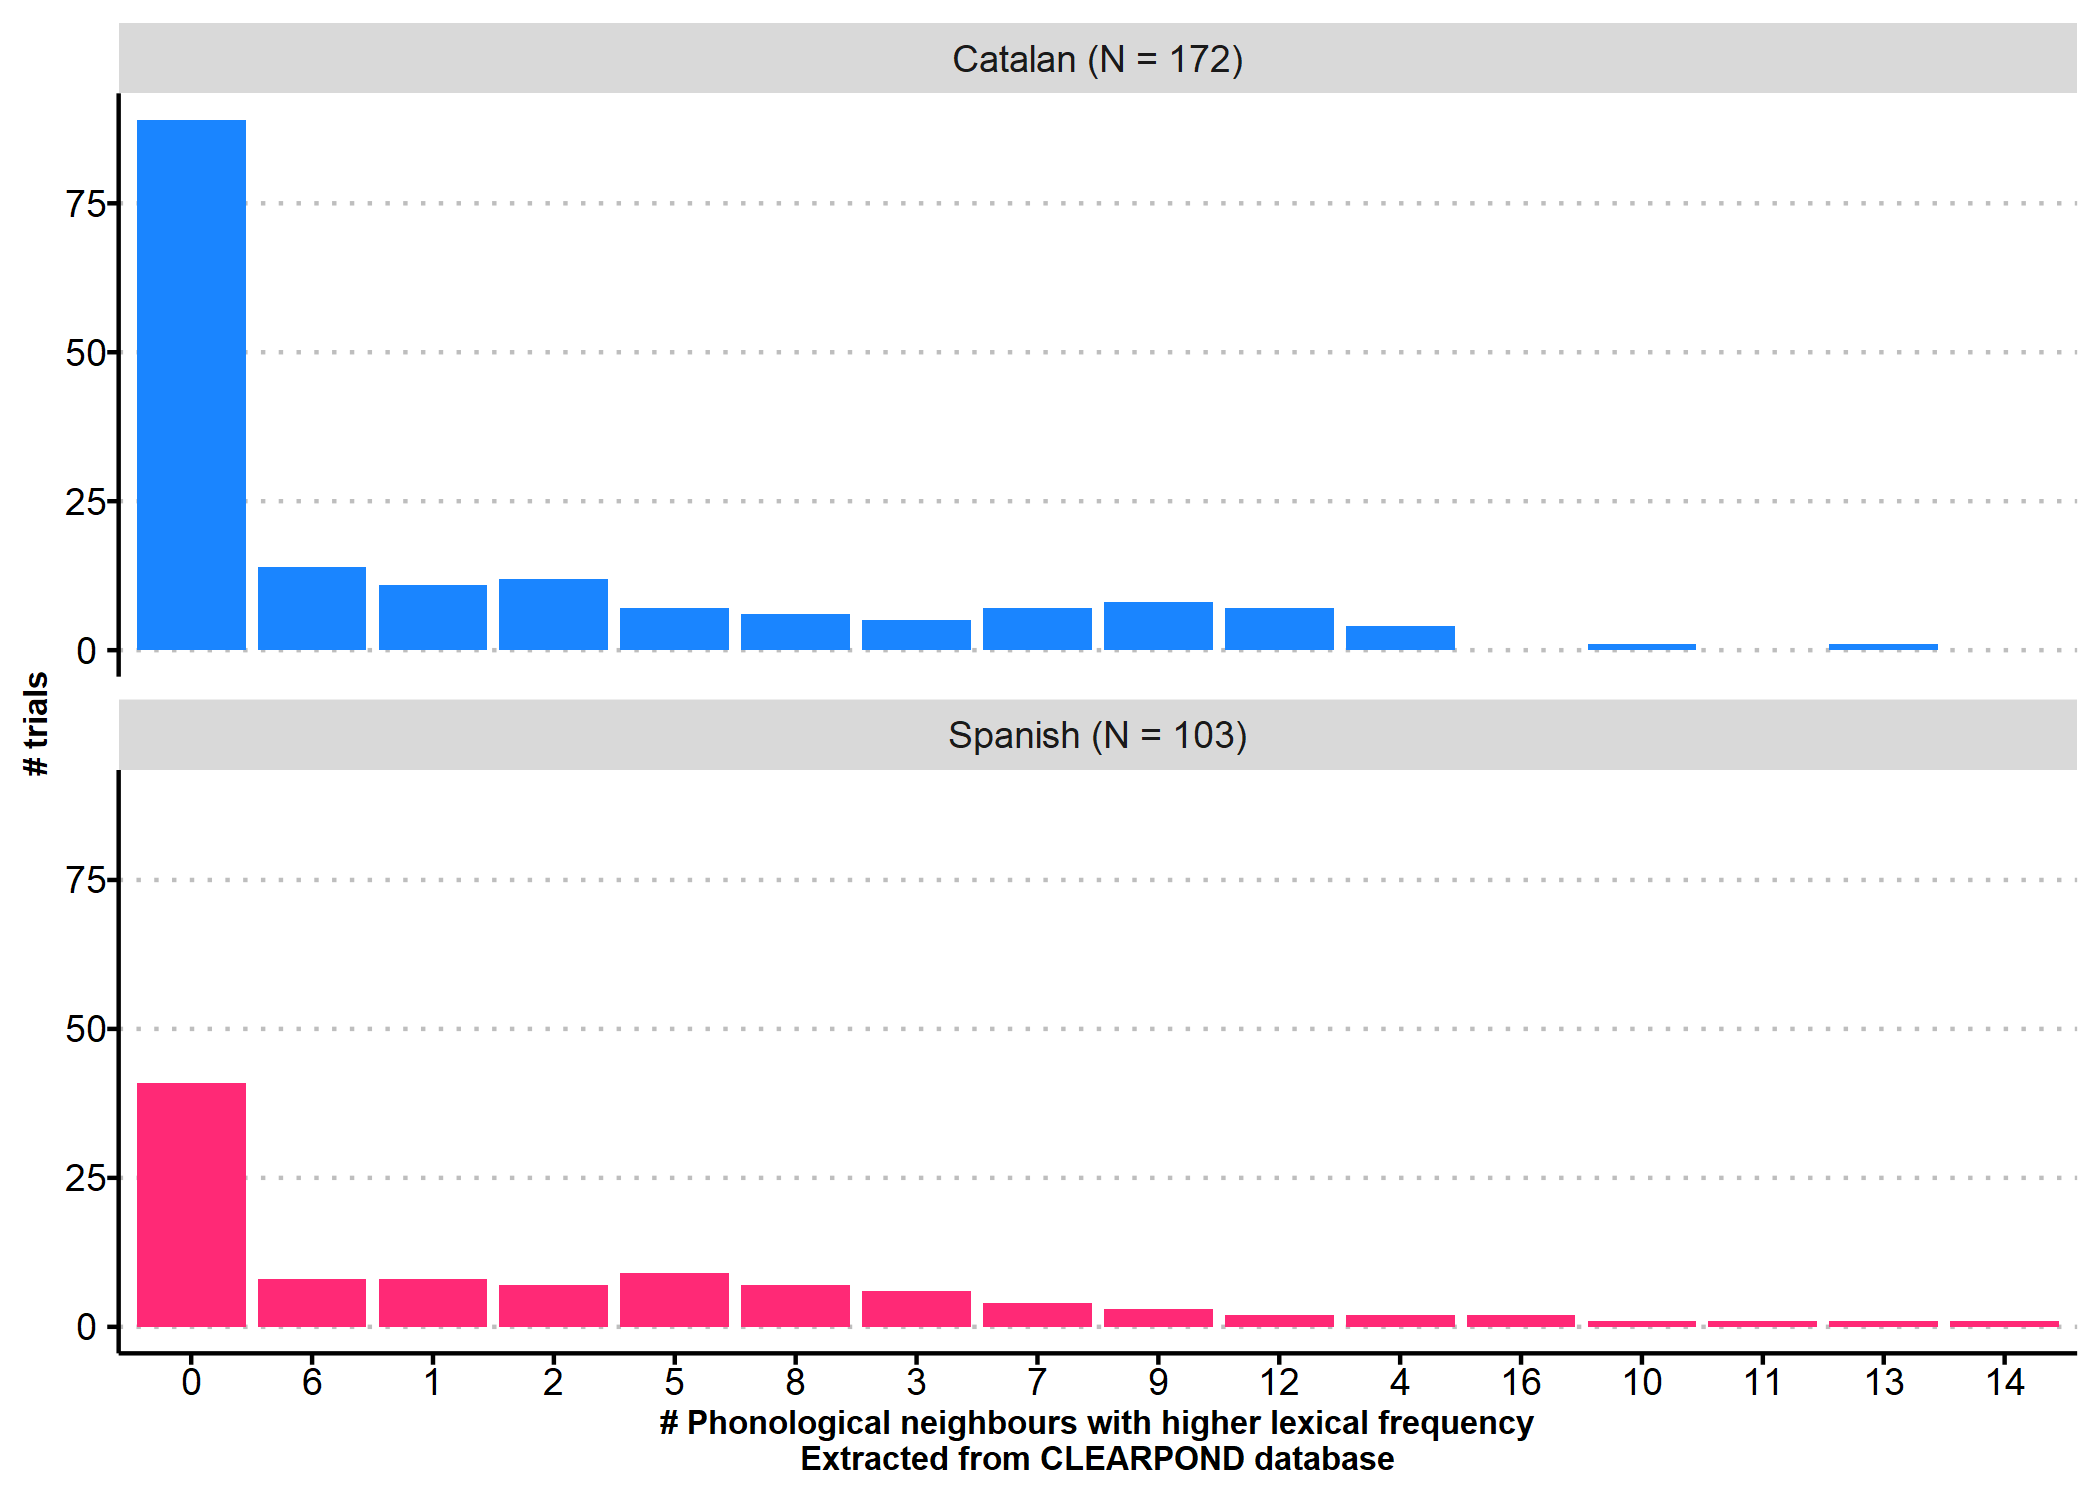 Catalan (N = 172)
75
50
25
0
# trials
Spanish (N = 103)
75
50
25
0
0 6 1 2 5 8 3 7 9 12 4 16 10 11 13 14
# Phonological neighbours with higher lexical frequency
Extracted from CLEARPOND database